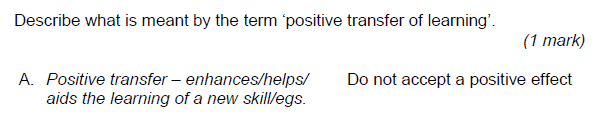 Describe what is meant by the term ‘positive transfer of learning’.
(1 mark)
A. Positive transfer – enhances/helps/ Do not accept a positive effect
aids the learning of a new skill/egs.